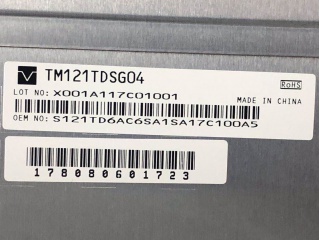 TM121TDSG04
RoHS
LOT NO: X001A117C01001
MADE IN CHINA
OEM NO: S121TD6AC6SA1SA17C100A5
178080601723